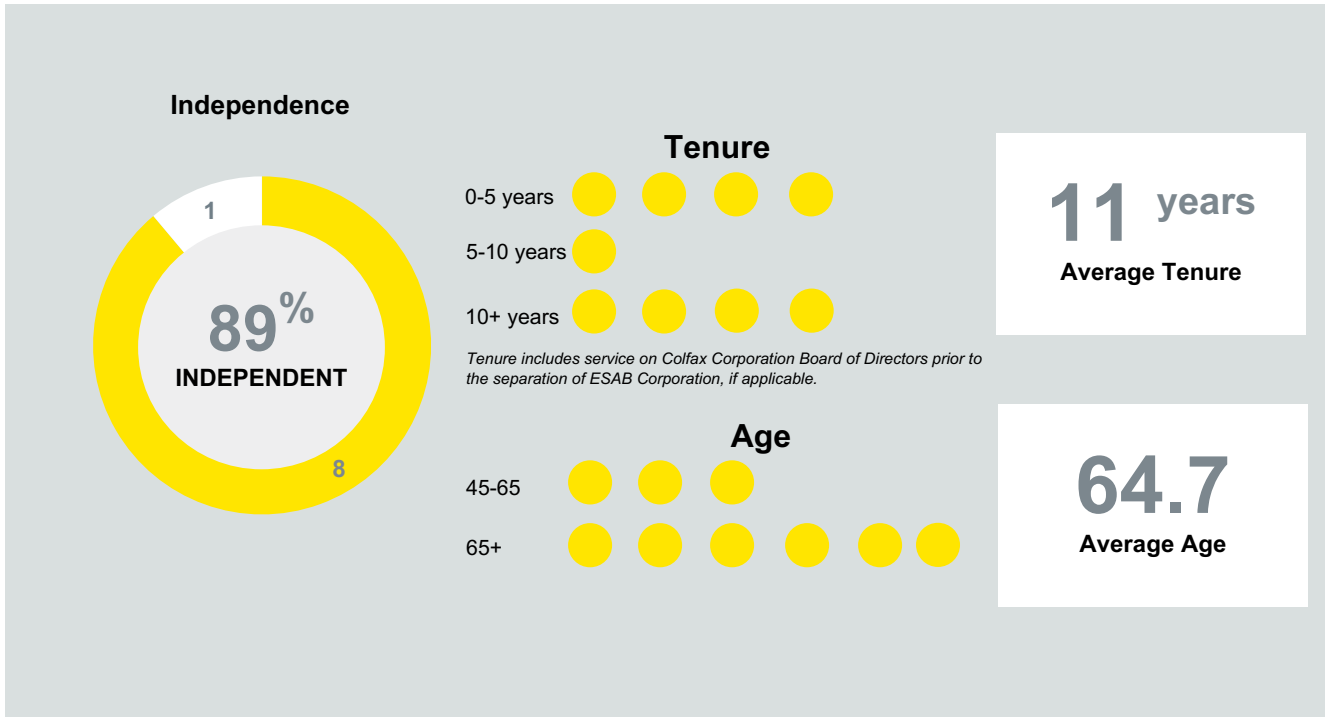 Independence
1
89%
INDEPENDENT
8
Tenure
0-5 years
5-10 years
10+ years
Tenure includes service on Colfax Corporation Board of Directors prior to
the separation of ESAB Corporation, if applicable.
Age
45-65
65+
11 years
Average Tenure
64.7
Average Age